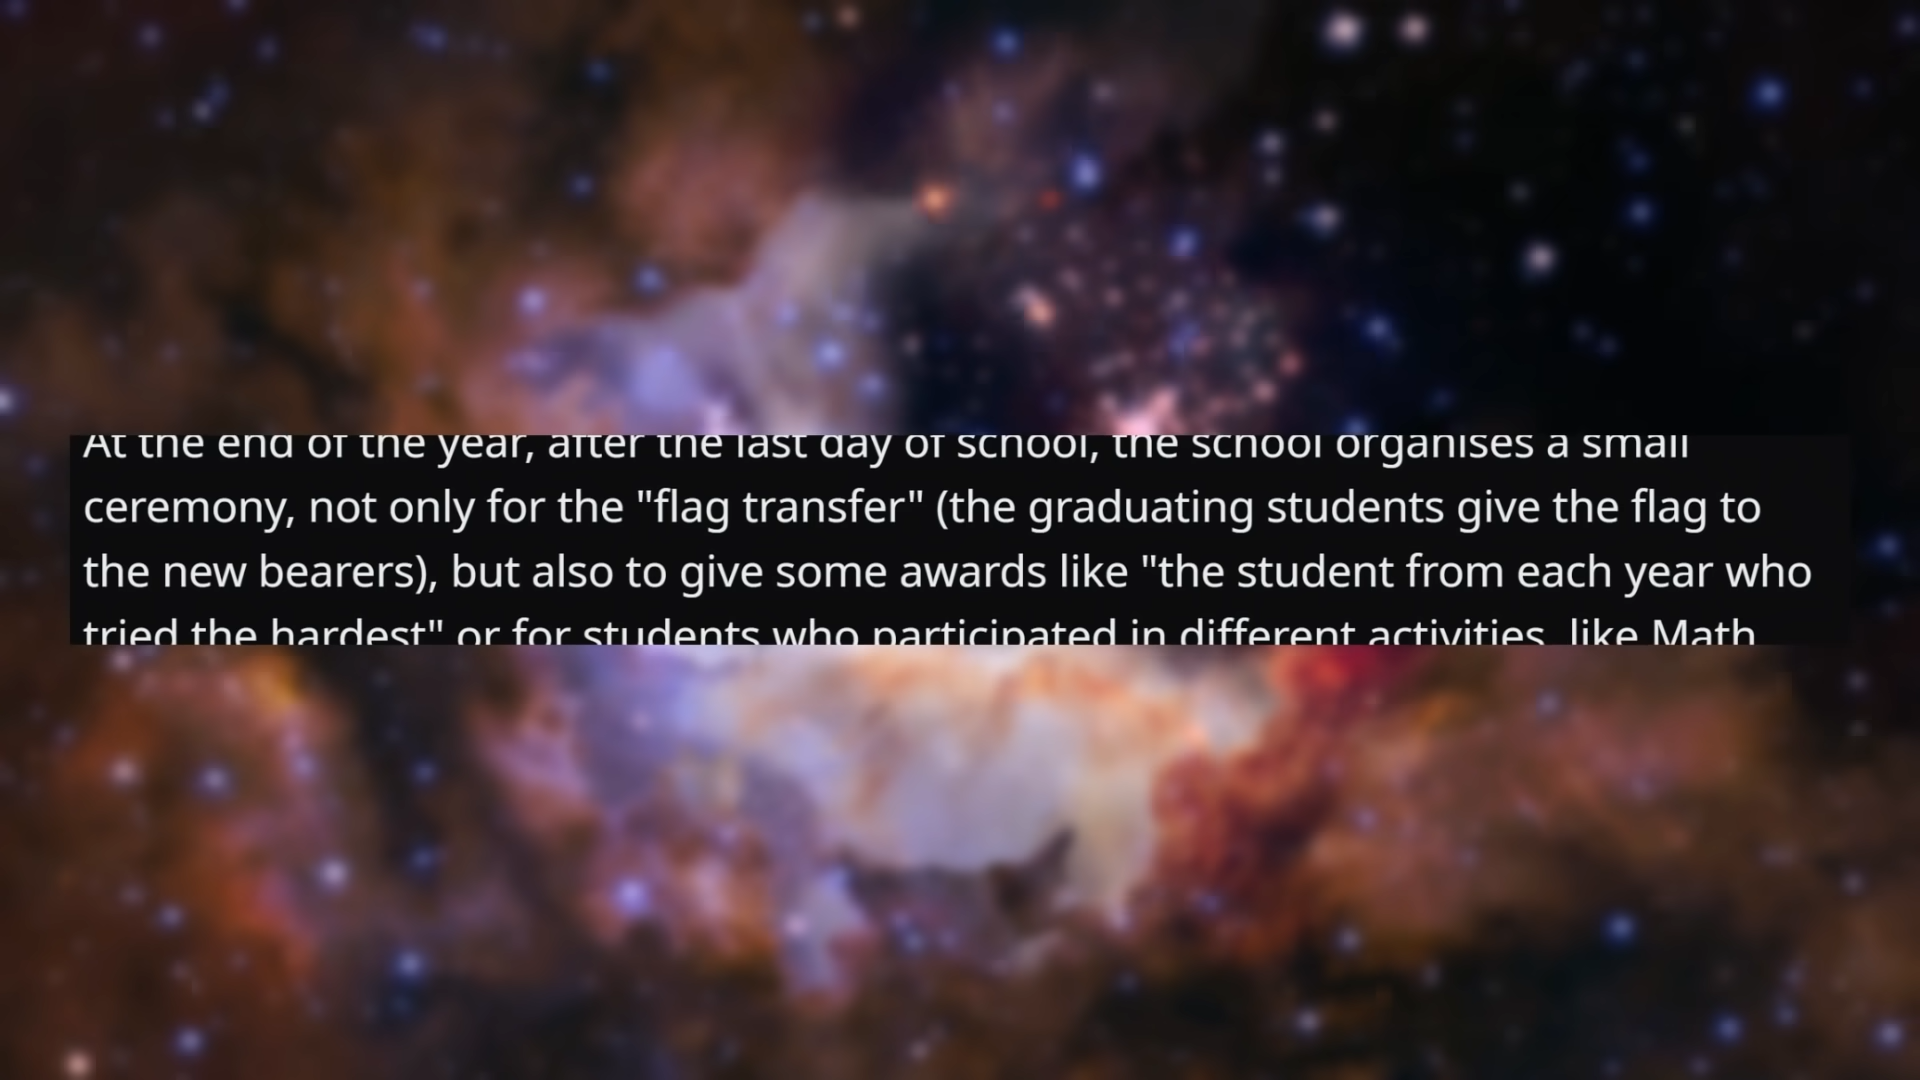 At the end of the year, after the last day of school, the school organises a small
ceremony, not only for the "flag transfer" (the graduating students give the flag to
the new bearers), but also to give some awards like "the student from each year who
tried the hardest" or for students who participated in different activities, like Math